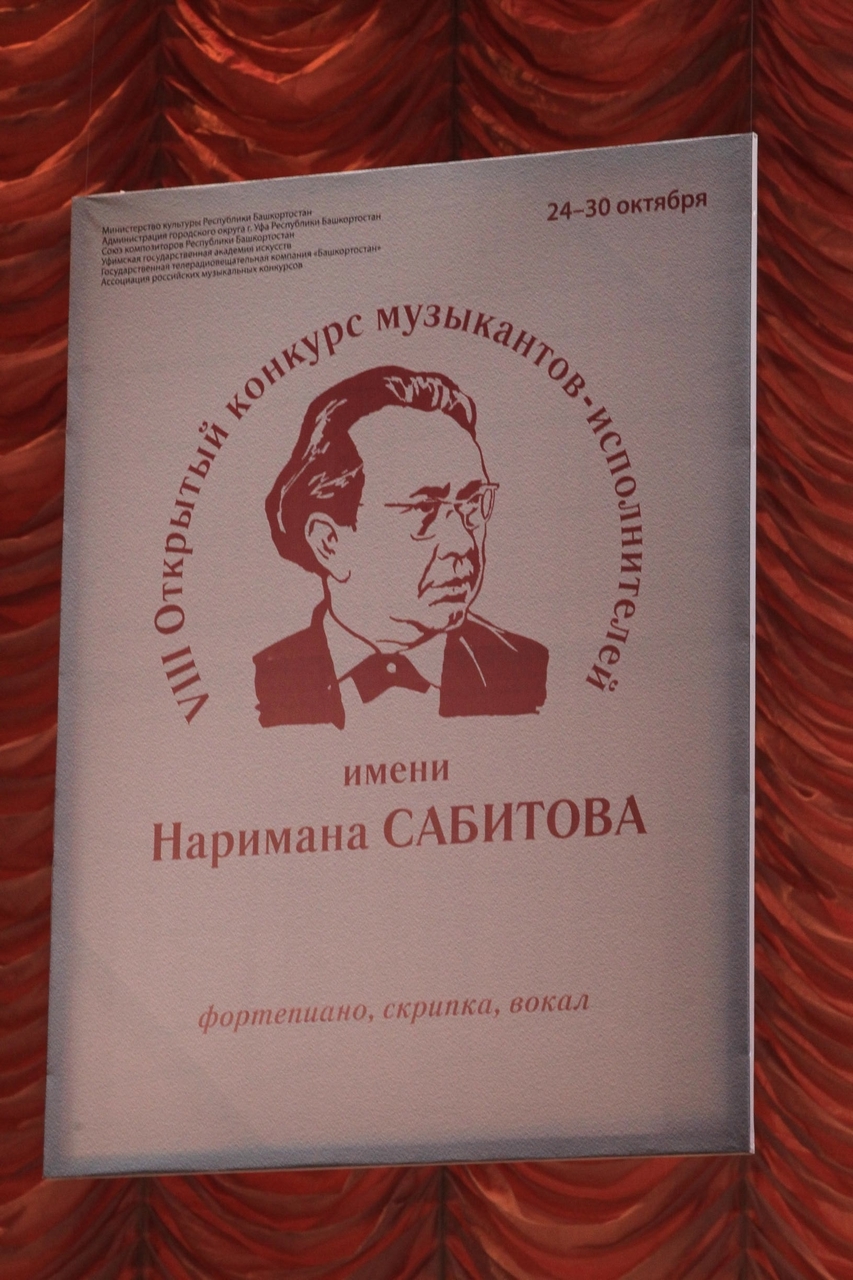 Министерство культуры Республики Башкортостан
Администрация городского округа г. Уфа Республики Башкортостан
Союз композиторов Республики Башкортостан
Уфимская государственная академия искусств
Государственная телерадиовещательная компания «Башкортостан»
Ассоциация российских музыкальных конкурсов
24–30 октября
VIII Открытый конкурс музыкантов-исполнителей
имени
Наримана САБИТОВА
фортепиано, скрипка, вокал